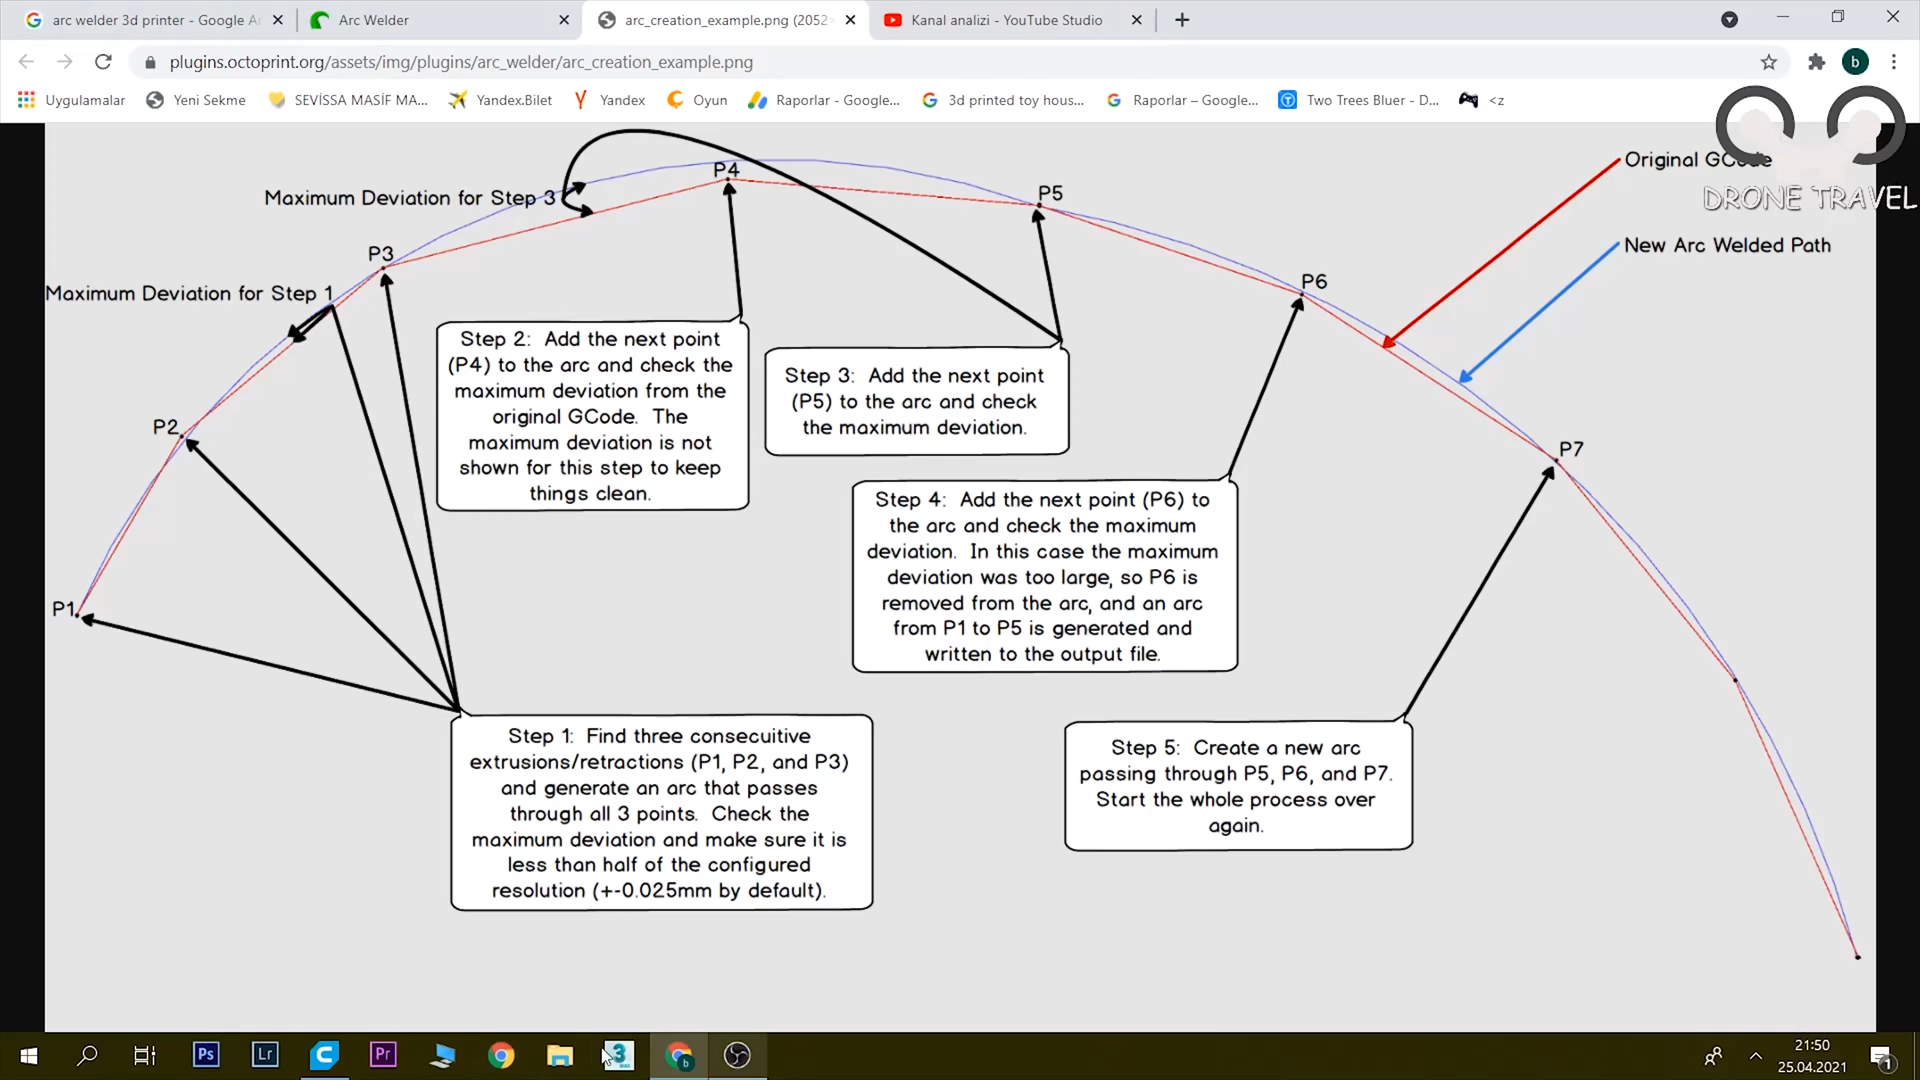 arc welder 3d printer - Google A
Arc Welder
arc_creation_example.png (2052
Kanal analizi - YouTube Studio
plugins.octoprint.org/assets/img/plugins/arc_welder/arc_creation_example.png
b
Uygulamalar
Yeni Sekme
SEVİSSA MASİF MA...
Yandex.Bilet
Yandex
Oyun
Raporlar - Google...
3d printed toy hous...
Raporlar – Google...
Two Trees Bluer - D...
<z
Original GCode
DRONE TRAVEL
New Arc Welded Path
Maximum Deviation for Step 3
Maximum Deviation for Step 1
P1
P2
P3
P4
P5
P6
P7
Step 2: Add the next point
(P4) to the arc and check the
maximum deviation from the
original GCode. The
maximum deviation is not
shown for this step to keep
things clean.
Step 3: Add the next point
(P5) to the arc and check
the maximum deviation.
Step 4: Add the next point (P6) to
the arc and check the maximum
deviation. In this case the maximum
deviation was too large, so P6 is
removed from the arc, and an arc
from P1 to P5 is generated and
written to the output file.
Step 1: Find three consecuitive
extrusions/retractions (P1, P2, and P3)
and generate an arc that passes
through all 3 points. Check the
maximum deviation and make sure it is
less than half of the configured
resolution (+-0.025mm by default).
Step 5: Create a new arc
passing through P5, P6, and P7.
Start the whole process over
again.
Ps
Lr
Pr
3
b
21:50
25.04.2021
1